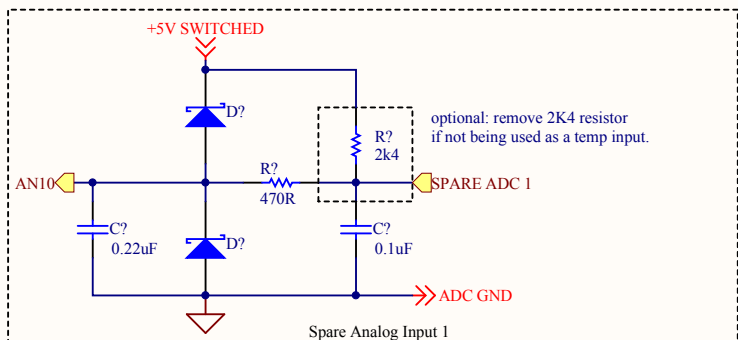 +5V SWITCHED
D?
optional: remove 2K4 resistor
if not being used as a temp input.
R?
2k4
R?
470R
AN10
SPARE ADC 1
C?
0.22uF
D?
C?
0.1uF
ADC GND
Spare Analog Input 1